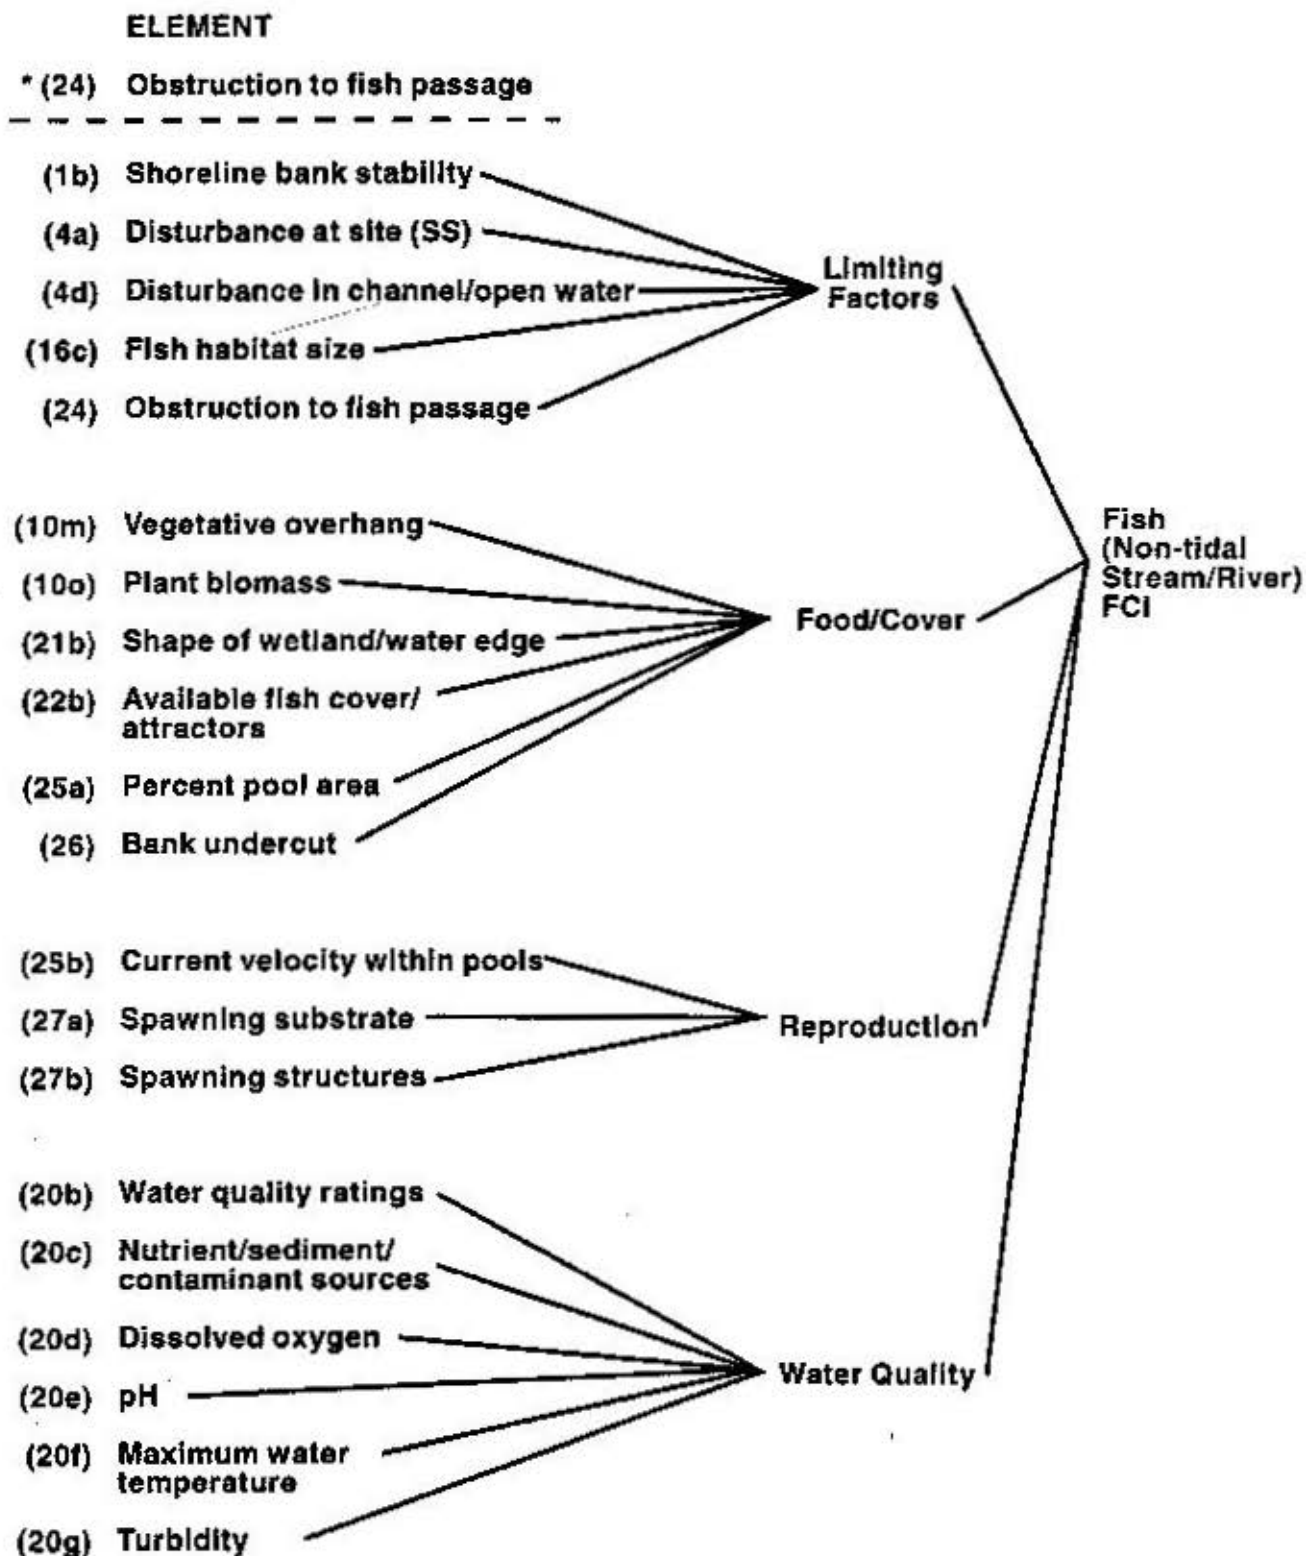 ELEMENT
* (24) Obstruction to fish passage
(1b) Shoreline bank stability
(4a) Disturbance at site (SS)
(4d) Disturbance in channel/open water
(16c) Fish habitat size
(24) Obstruction to fish passage
Limiting
Factors
(10m) Vegetative overhang
(10o) Plant biomass
(21b) Shape of wetland/water edge
(22b) Available fish cover/
attractors
(25a) Percent pool area
(26) Bank undercut
Food/Cover
Fish
(Non-tidal
Stream/River)
FCI
(25b) Current velocity within pools
(27a) Spawning substrate
(27b) Spawning structures
Reproduction
(20b) Water quality ratings
(20c) Nutrient/sediment/
contaminant sources
(20d) Dissolved oxygen
(20e) pH
(20f) Maximum water
temperature
(20g) Turbidity
Water Quality